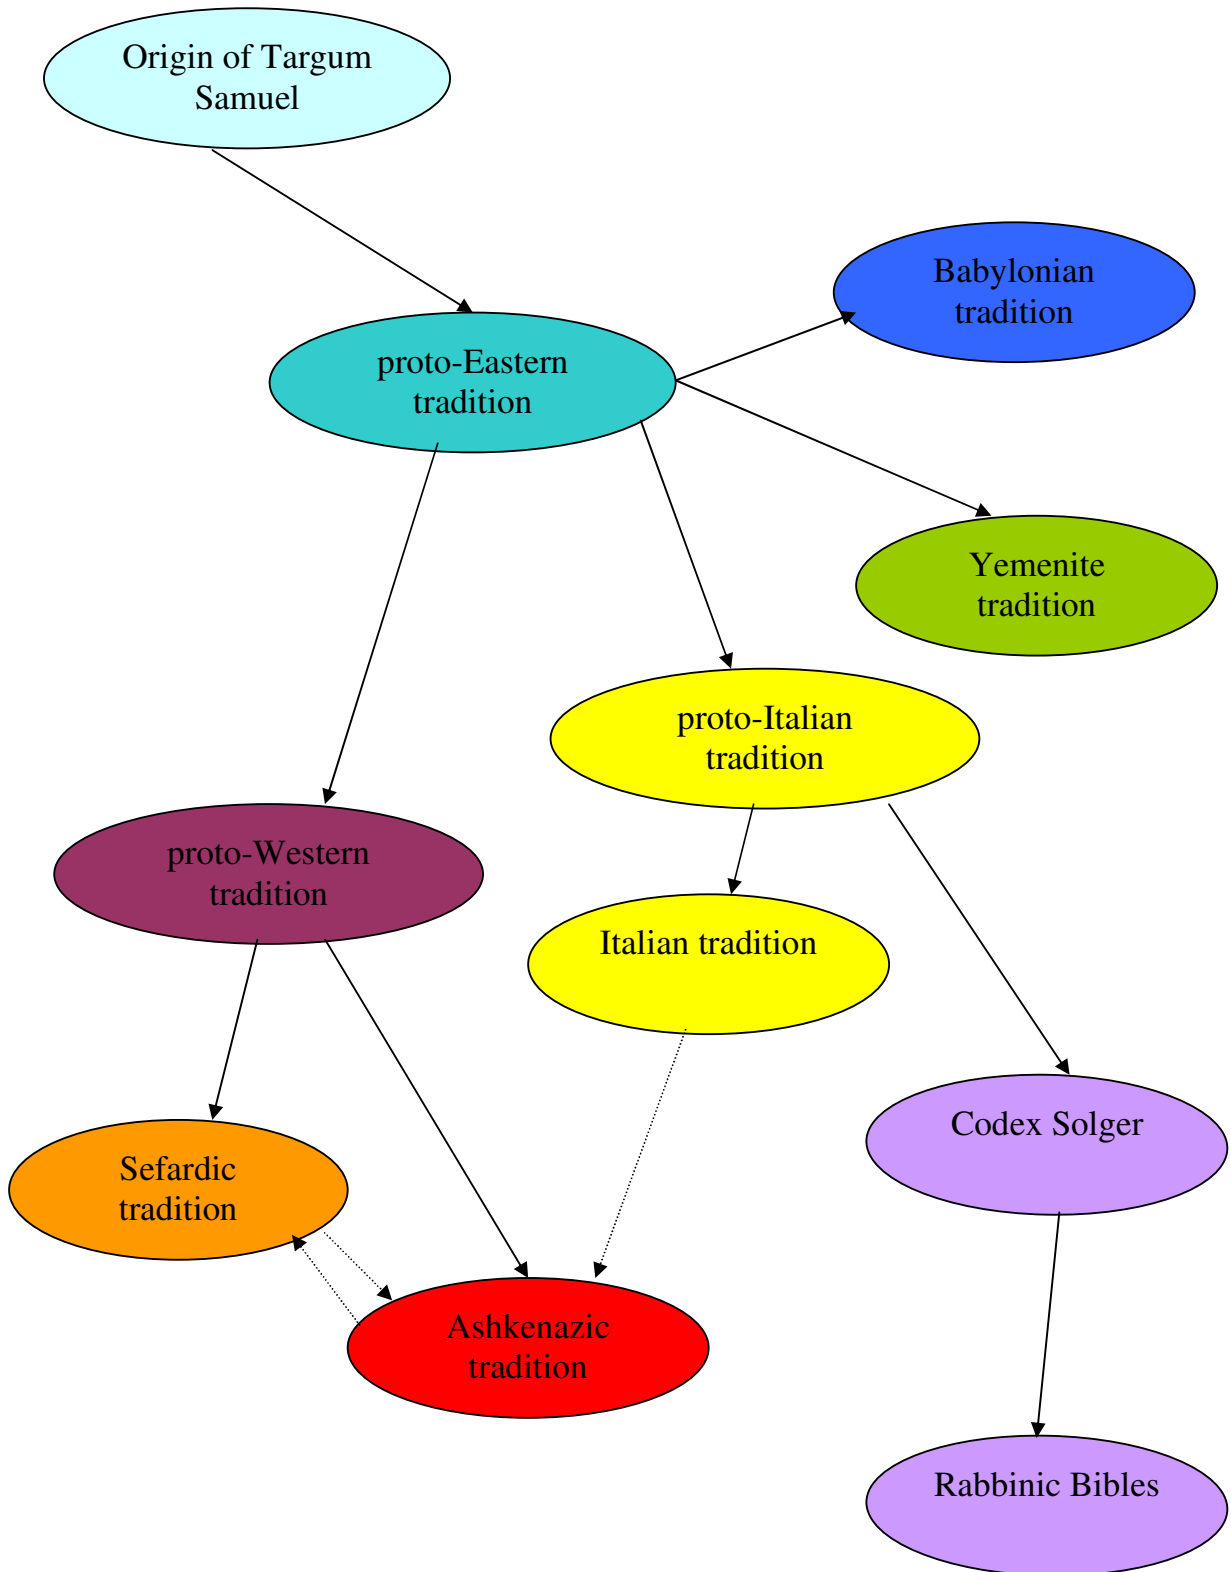 Origin of Targum
Samuel
Babylonian
tradition
proto-Eastern
tradition
Yemenite
tradition
proto-Italian
tradition
proto-Western
tradition
Italian tradition
Codex Solger
Sefardic
tradition
Ashkenazic
tradition
Rabbinic Bibles